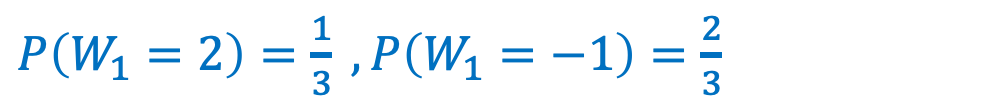 P(W₁ = 2) = 1/3 , P(W₁ = −1) = 2/3